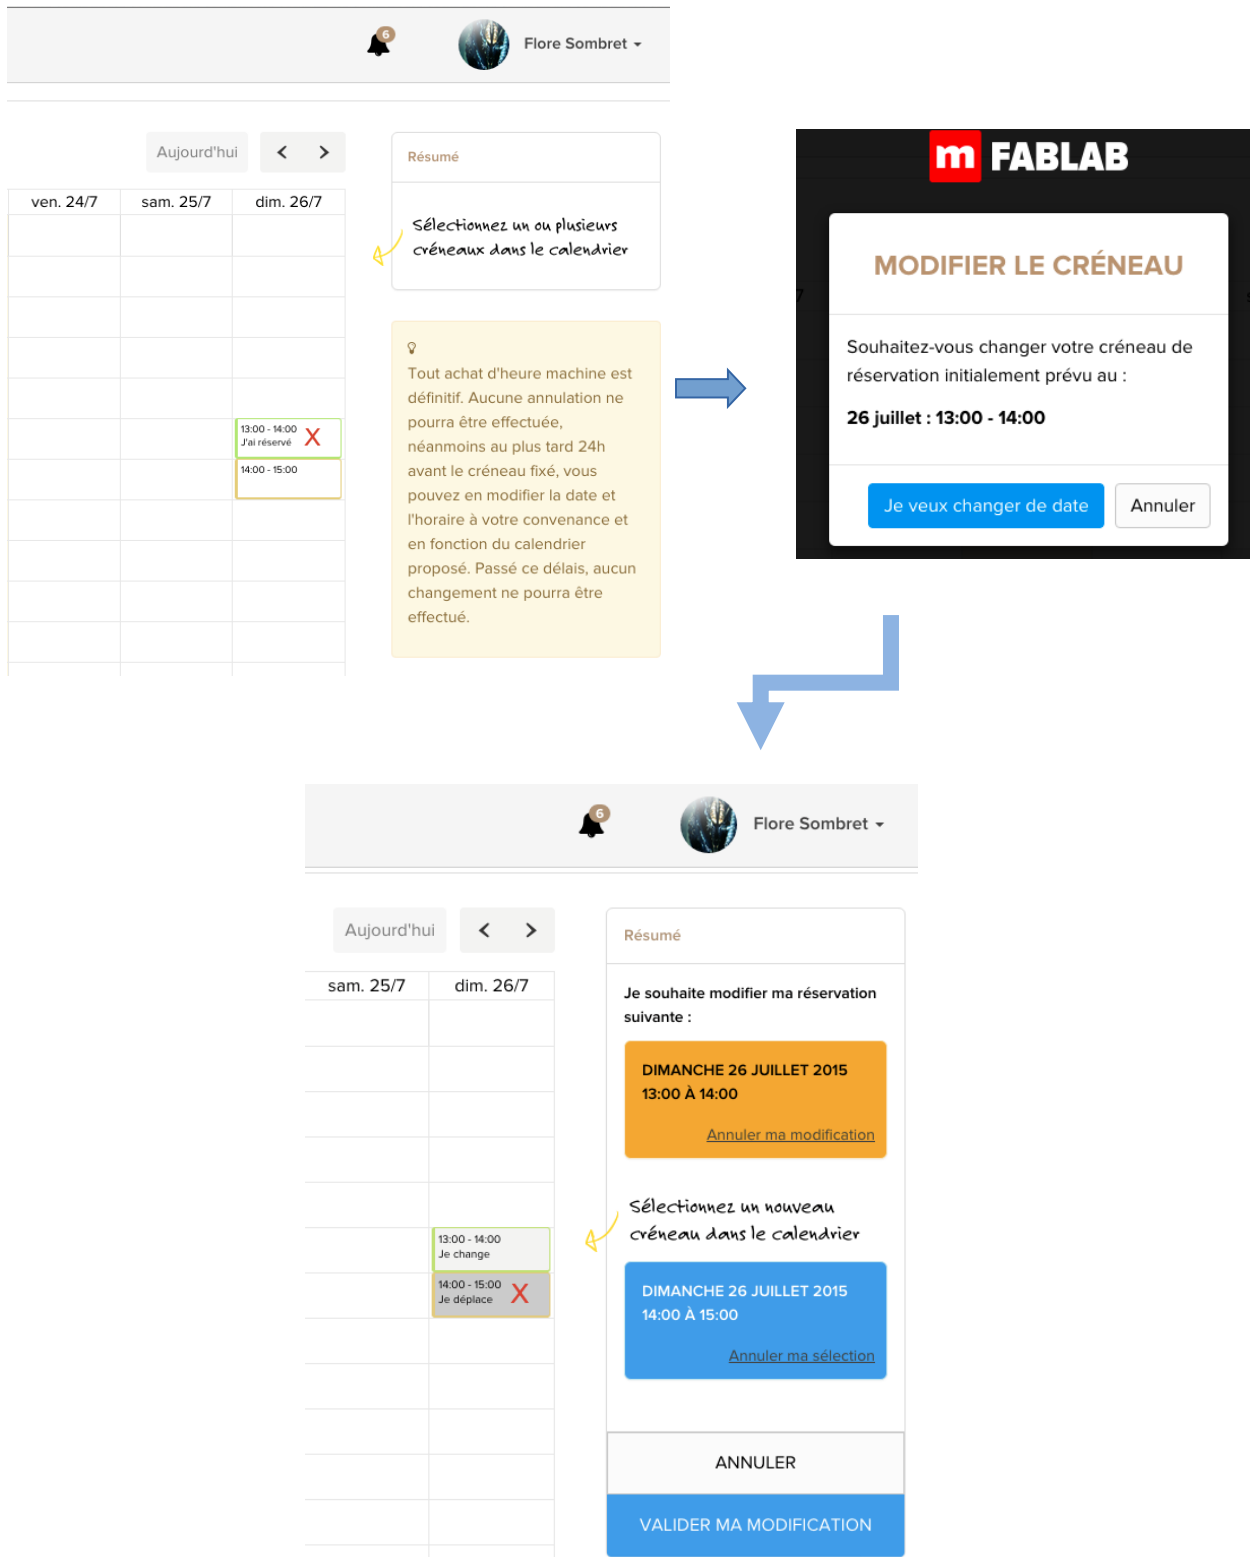 6
Flore Sombret
Aujourd'hui
ven. 24/7
sam. 25/7
dim. 26/7
13:00 - 14:00
J'ai réservé
X
14:00 - 15:00
Résumé
Sélectionnez un ou plusieurs
créneaux dans le calendrier
Tout achat d'heure machine est
définitif. Aucune annulation ne
pourra être effectuée,
néanmoins au plus tard 24h
avant le créneau fixé, vous
pouvez en modifier la date et
l'horaire à votre convenance et
en fonction du calendrier
proposé. Passé ce délais, aucun
changement ne pourra être
effectué.
m FABLAB
7
MODIFIER LE CRÉNEAU
Souhaitez-vous changer votre créneau de
réservation initialement prévu au :
26 juillet : 13:00 - 14:00
Je veux changer de date
Annuler
6
Flore Sombret
Aujourd'hui
sam. 25/7
dim. 26/7
13:00 - 14:00
Je change
14:00 - 15:00
Je déplace
X
Résumé
Je souhaite modifier ma réservation
suivante :
DIMANCHE 26 JUILLET 2015
13:00 À 14:00
Annuler ma modification
Sélectionnez un nouveau
créneau dans le calendrier
DIMANCHE 26 JUILLET 2015
14:00 À 15:00
Annuler ma sélection
ANNULER
VALIDER MA MODIFICATION